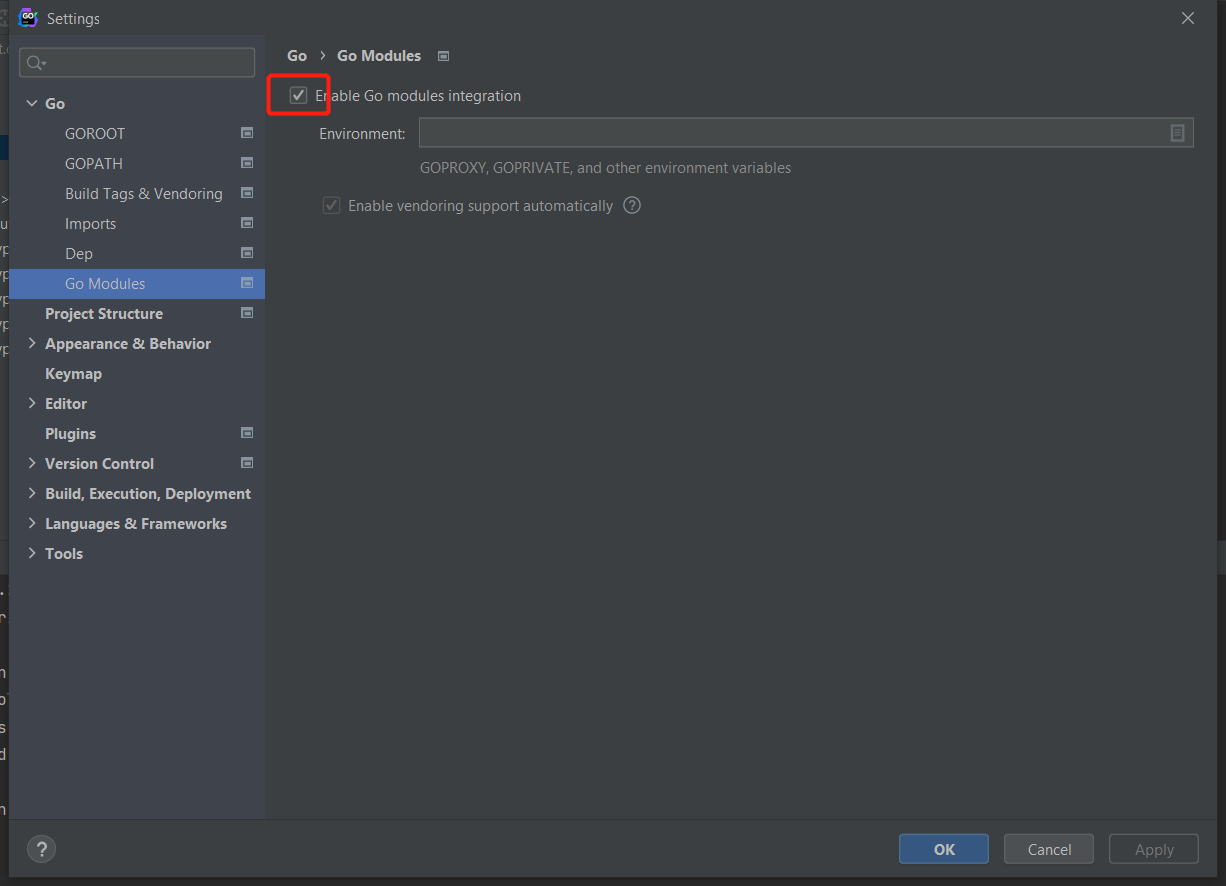 Settings
Go › Go Modules
Go
Enable Go modules integration
GOROOT
Environment:
GOPATH
GOPROXY, GOPRIVATE, and other environment variables
Build Tags & Vendoring
Enable vendoring support automatically ?
Imports
Dep
Go Modules
Project Structure
Appearance & Behavior
Keymap
Editor
Plugins
Version Control
Build, Execution, Deployment
Languages & Frameworks
Tools
? OK Cancel Apply